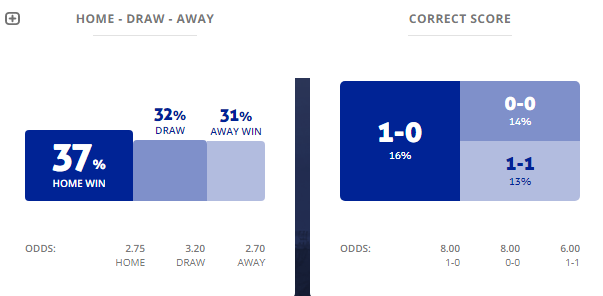 HOME - DRAW - AWAY
37%
HOME WIN
32%
DRAW
31%
AWAY WIN
ODDS: 2.75 3.20 2.70
HOME DRAW AWAY
CORRECT SCORE
1-0
16%
0-0
14%
1-1
13%
ODDS: 8.00 8.00 6.00
1-0 0-0 1-1